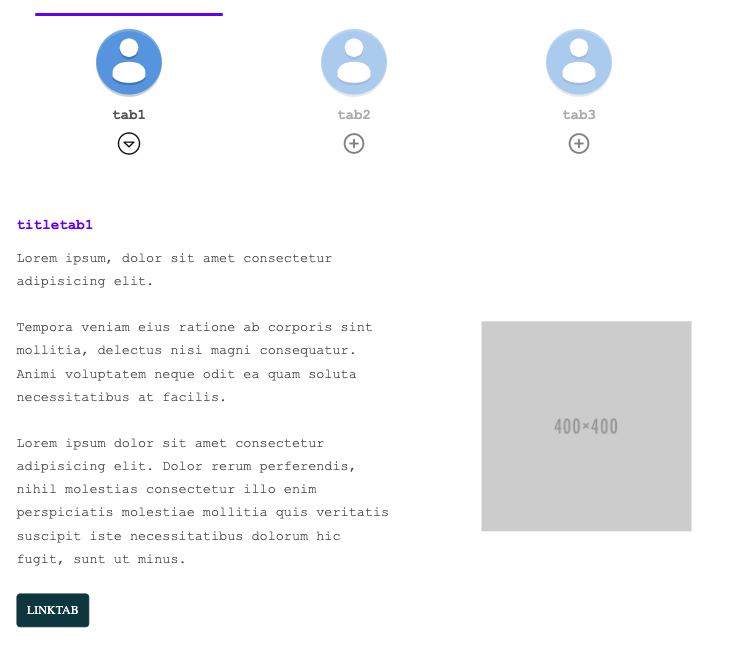 tab1
tab2
tab3
titletab1
Lorem ipsum, dolor sit amet consectetur
adipisicing elit.
Tempora veniam eius ratione ab corporis sint
mollitia, delectus nisi magni consequatur.
Animi voluptatem neque odit ea quam soluta
necessitatibus at facilis.
Lorem ipsum dolor sit amet consectetur
adipisicing elit. Dolor rerum perferendis,
nihil molestias consectetur illo enim
perspiciatis molestiae mollitia quis veritatis
suscipit iste necessitatibus dolorum hic
fugit, sunt ut minus.
400×400
LINKTAB